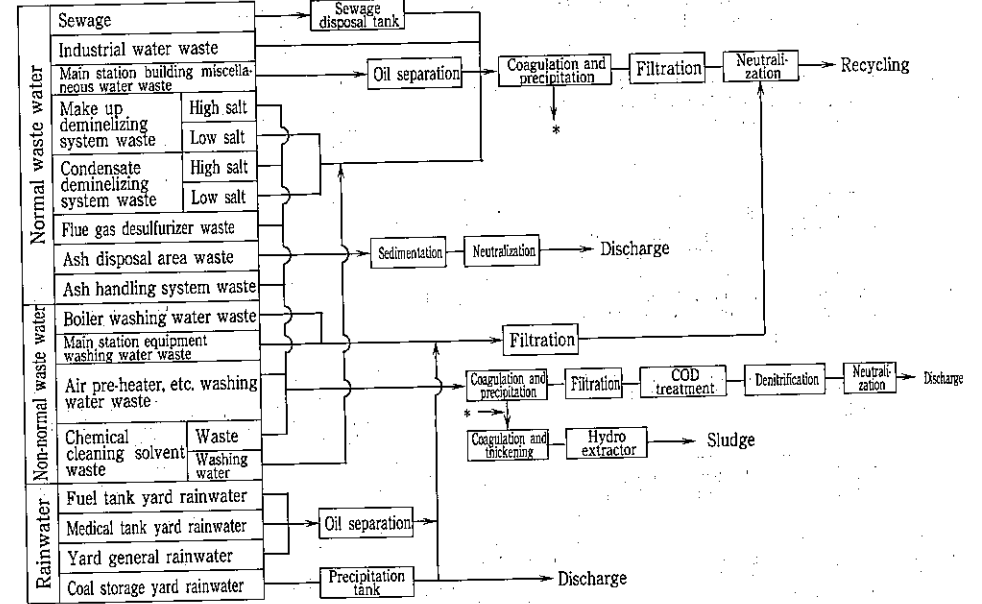 Normal waste water
Sewage
Industrial water waste
Main station building miscella-
neous water waste
Make up
deminelizing
system waste
High salt
Low salt
Condensate
deminelizing
system waste
High salt
Low salt
Flue gas desulfurizer waste
Ash disposal area waste
Ash handling system waste
Non-normal waste water
Boiler washing water waste
Main station equipment
washing water waste
Air pre-heater, etc. washing
water waste
Chemical
cleaning solvent
waste
Waste
Washing
water
Rainwater
Fuel tank yard rainwater
Medical tank yard rainwater
Yard general rainwater
Coal storage yard rainwater
Sewage
disposal tank
Oil separation
Coagulation and
precipitation
*
Filtration
Neutrali-
zation
Recycling
Sedimentation
Neutralization
Discharge
Filtration
Coagulation and
precipitation
Filtration
COD
treatment
Denitrification
Neutrali-
zation
Discharge
*
Coagulation and
thickening
Hydro
extractor
Sludge
Oil separation
Precipitation
tank
Discharge